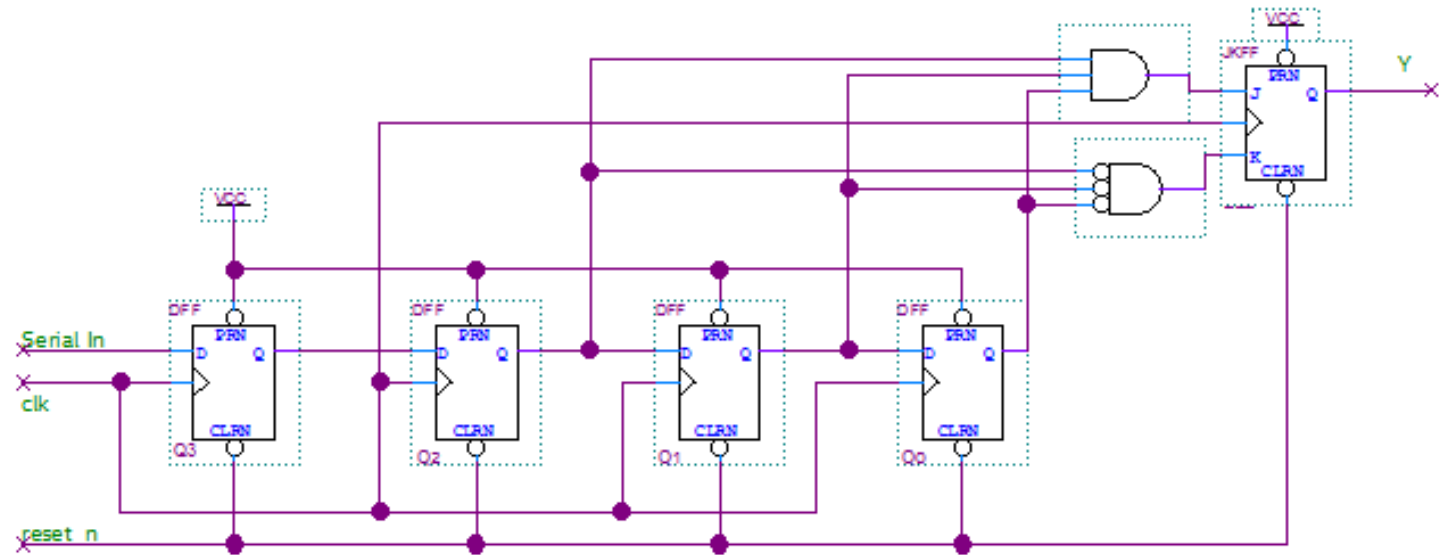 VCC
JKFF
PRN
J Q
K
CLRN
Y
VCC
DFF
PRN
D Q
CLRN
Q3
DFF
PRN
D Q
CLRN
Q2
DFF
PRN
D Q
CLRN
Q1
DFF
PRN
D Q
CLRN
Q0
Serial In
clk
reset_n